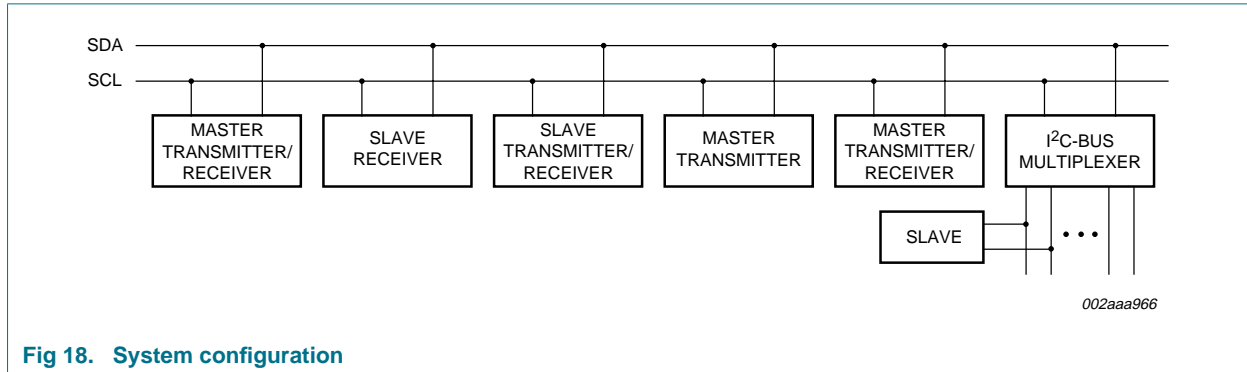 SDA
SCL
MASTER
TRANSMITTER/
RECEIVER
SLAVE
RECEIVER
SLAVE
TRANSMITTER/
RECEIVER
MASTER
TRANSMITTER
MASTER
TRANSMITTER/
RECEIVER
I²C-BUS
MULTIPLEXER
SLAVE
002aaa966
Fig 18. System configuration